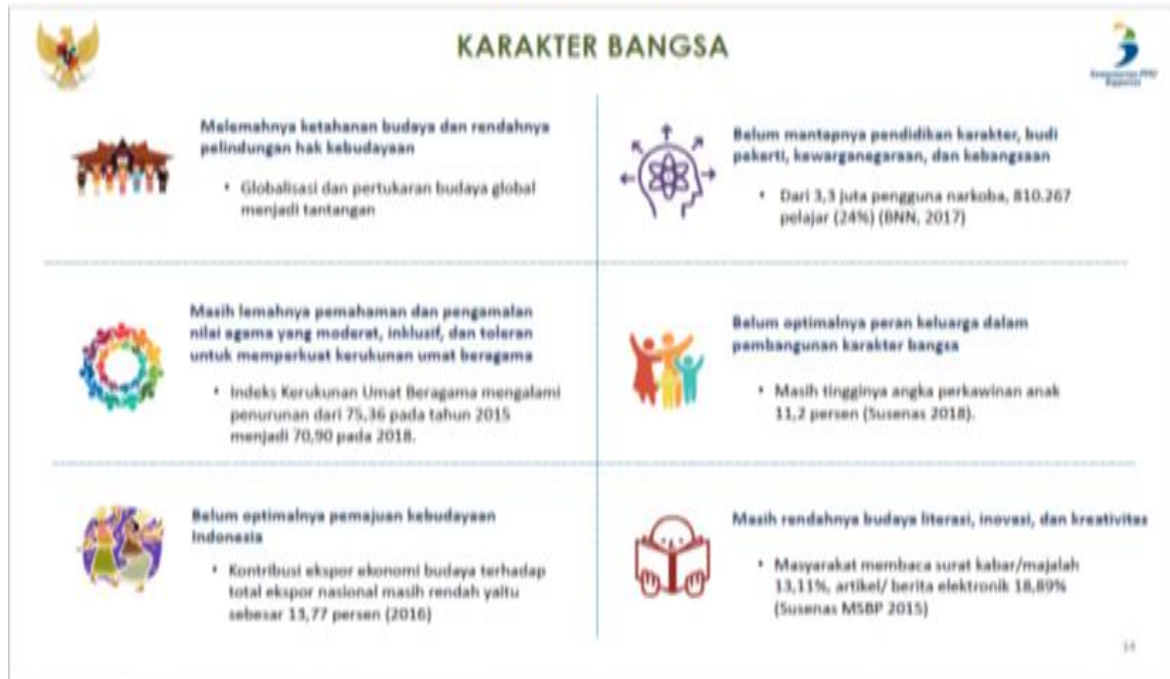 KARAKTER BANGSA
Kementerian PPN/
Bappenas
Melemahnya ketahanan budaya dan rendahnya
pelindungan hak kebudayaan
• Globalisasi dan pertukaran budaya global
menjadi tantangan
Belum mantapnya pendidikan karakter, budi
pekerti, kewarganegaraan, dan kebangsaan
• Dari 3,3 juta pengguna narkoba, 810.267
pelajar (24%) (BNN, 2017)
Masih lemahnya pemahaman dan pengamalan
nilai agama yang moderat, inklusif, dan toleran
untuk memperkuat kerukunan umat beragama
• Indeks Kerukunan Umat Beragama mengalami
penurunan dari 75,36 pada tahun 2015
menjadi 70,90 pada 2018.
Belum optimalnya peran keluarga dalam
pembangunan karakter bangsa
• Masih tingginya angka perkawinan anak
11,2 persen (Susenas 2018).
Belum optimalnya pemajuan kebudayaan
Indonesia
• Kontribusi ekspor ekonomi budaya terhadap
total ekspor nasional masih rendah yaitu
sebesar 13,77 persen (2016)
Masih rendahnya budaya literasi, inovasi, dan kreativitas
• Masyarakat membaca surat kabar/majalah
13,11%, artikel/ berita elektronik 18,89%
(Susenas MSBP 2015)
14